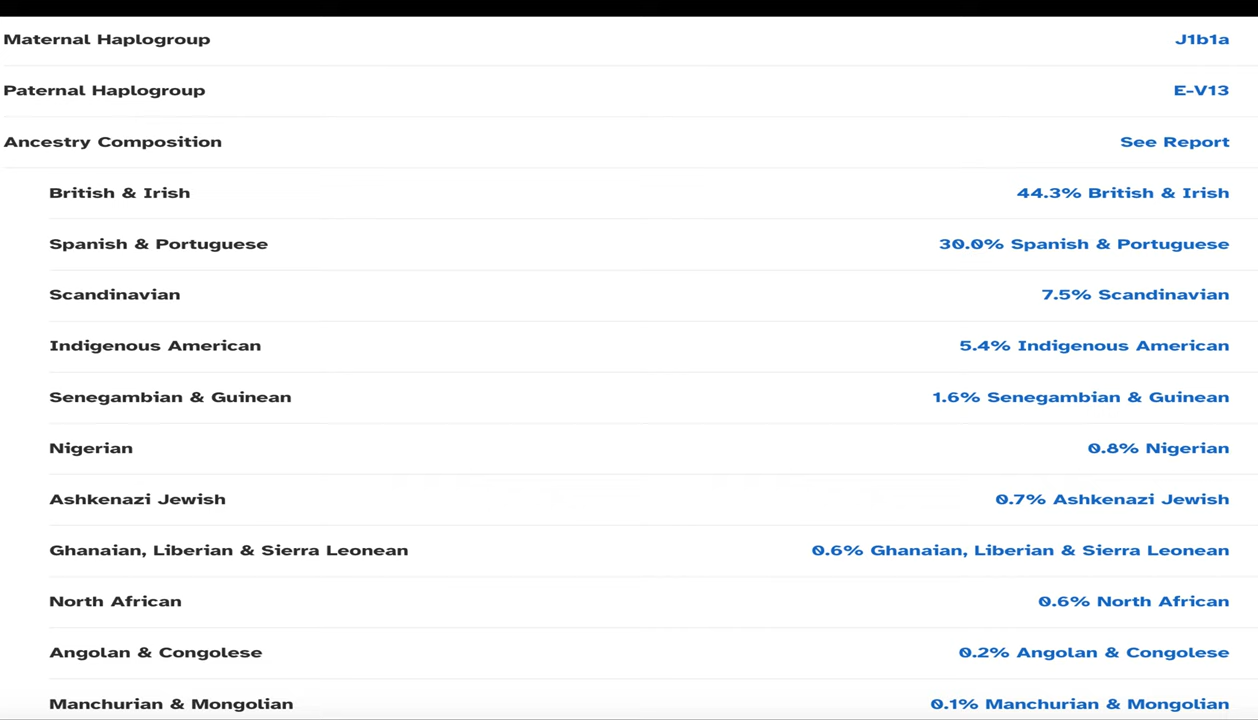 Maternal Haplogroup J1b1a
Paternal Haplogroup E-V13
Ancestry Composition See Report
British & Irish 44.3% British & Irish
Spanish & Portuguese 30.0% Spanish & Portuguese
Scandinavian 7.5% Scandinavian
Indigenous American 5.4% Indigenous American
Senegambian & Guinean 1.6% Senegambian & Guinean
Nigerian 0.8% Nigerian
Ashkenazi Jewish 0.7% Ashkenazi Jewish
Ghanaian, Liberian & Sierra Leonean 0.6% Ghanaian, Liberian & Sierra Leonean
North African 0.6% North African
Angolan & Congolese 0.2% Angolan & Congolese
Manchurian & Mongolian 0.1% Manchurian & Mongolian